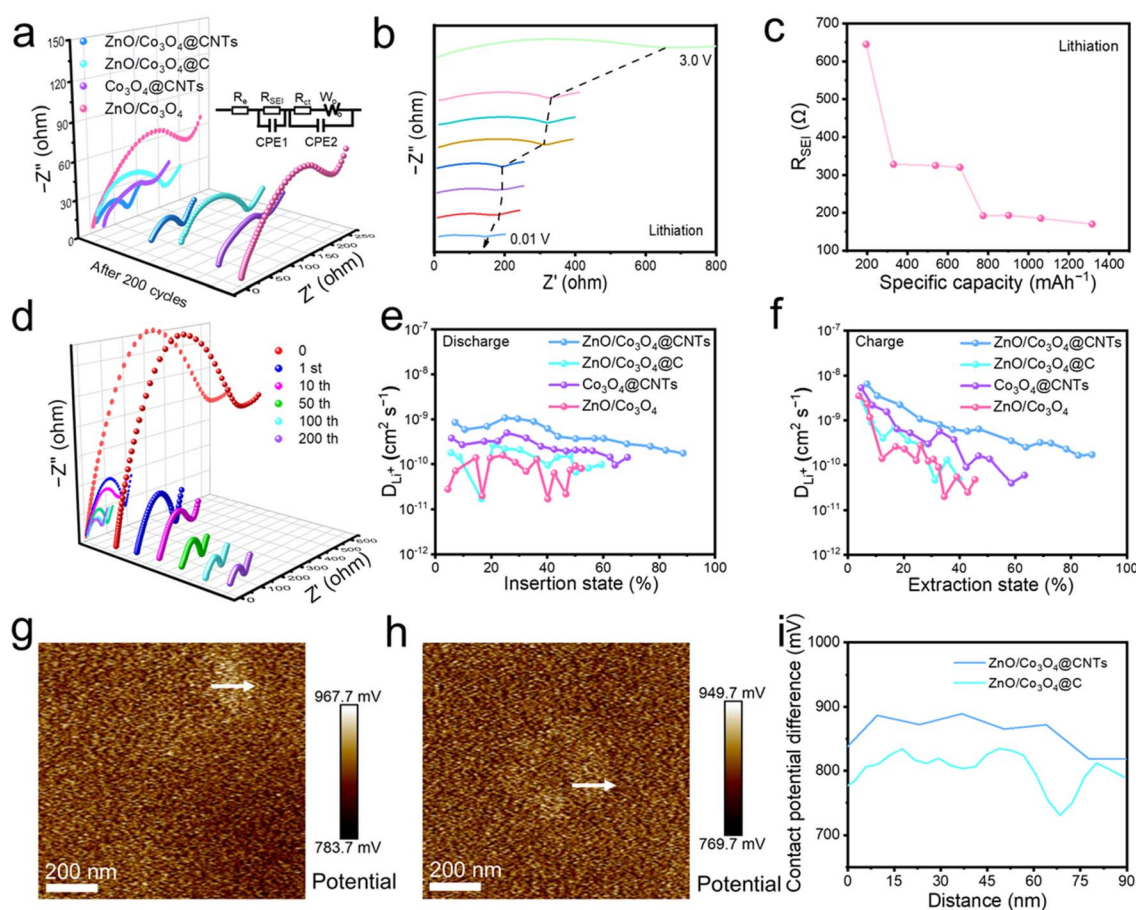 a
150
120
90
60
30
0
−Z″ (ohm)
ZnO/Co₃O₄@CNTs
ZnO/Co₃O₄@C
Co₃O₄@CNTs
ZnO/Co₃O₄
Rₑ
R_SEI
R_ct
W₀
CPE1
CPE2
After 200 cycles
0
50
100
150
200
250
Z' (ohm)
b
−Z″ (ohm)
3.0 V
0.01 V
Lithiation
0 200 400 600 800
Z' (ohm)
c
700
600
500
400
300
200
100
R_SEI (Ω)
Lithiation
200 400 600 800 1000 1200 1400
Specific capacity (mAh⁻¹)
d
−Z″ (ohm)
0
1 st
10 th
50 th
100 th
200 th
0
100
200
300
400
500
600
Z' (ohm)
e
10⁻⁷
10⁻⁸
10⁻⁹
10⁻¹⁰
10⁻¹¹
10⁻¹²
D_Li⁺ (cm² s⁻¹)
Discharge
ZnO/Co₃O₄@CNTs
ZnO/Co₃O₄@C
Co₃O₄@CNTs
ZnO/Co₃O₄
0 20 40 60 80 100
Insertion state (%)
f
10⁻⁷
10⁻⁸
10⁻⁹
10⁻¹⁰
10⁻¹¹
10⁻¹²
D_Li⁺ (cm² s⁻¹)
Charge
ZnO/Co₃O₄@CNTs
ZnO/Co₃O₄@C
Co₃O₄@CNTs
ZnO/Co₃O₄
0 20 40 60 80 100
Extraction state (%)
g
200 nm
967.7 mV
783.7 mV
Potential
h
200 nm
949.7 mV
769.7 mV
Potential
i
1000
900
800
700
Contact potential difference (mV)
ZnO/Co₃O₄@CNTs
ZnO/Co₃O₄@C
0 15 30 45 60 75 90
Distance (nm)